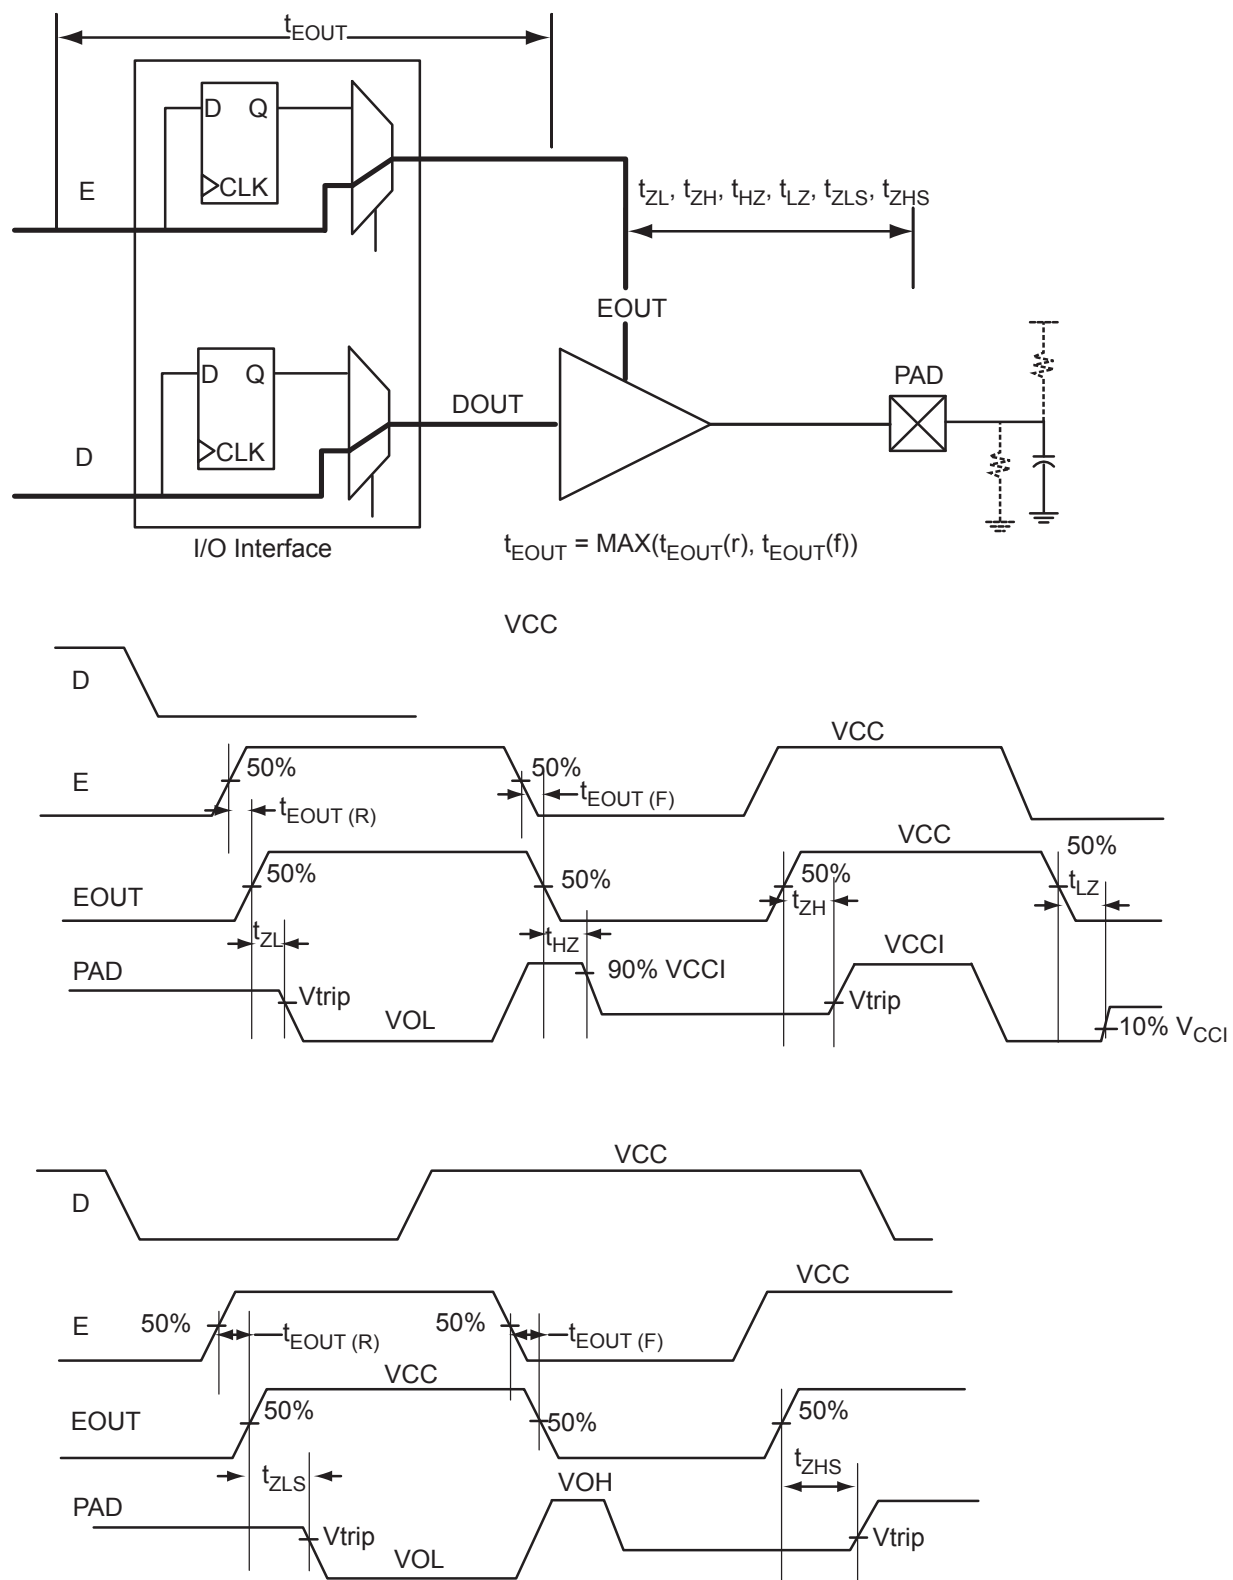 tEOUT
D Q
CLK
E
tZL, tZH, tHZ, tLZ, tZLS, tZHS
EOUT
D Q
CLK
DOUT
PAD
D
I/O Interface
tEOUT = MAX(tEOUT(r), tEOUT(f))
VCC
D
VCC
E
50%
50%
tEOUT (R)
tEOUT (F)
VCC
50%
EOUT
50%
50%
50%
tZL
tHZ
tZH
tLZ
PAD
VCCI
90% VCCI
Vtrip
Vtrip
VOL
10% VCCI
VCC
D
VCC
E
50%
50%
tEOUT (R)
tEOUT (F)
VCC
EOUT
50%
50%
50%
tZLS
tZHS
PAD
VOH
Vtrip
Vtrip
VOL